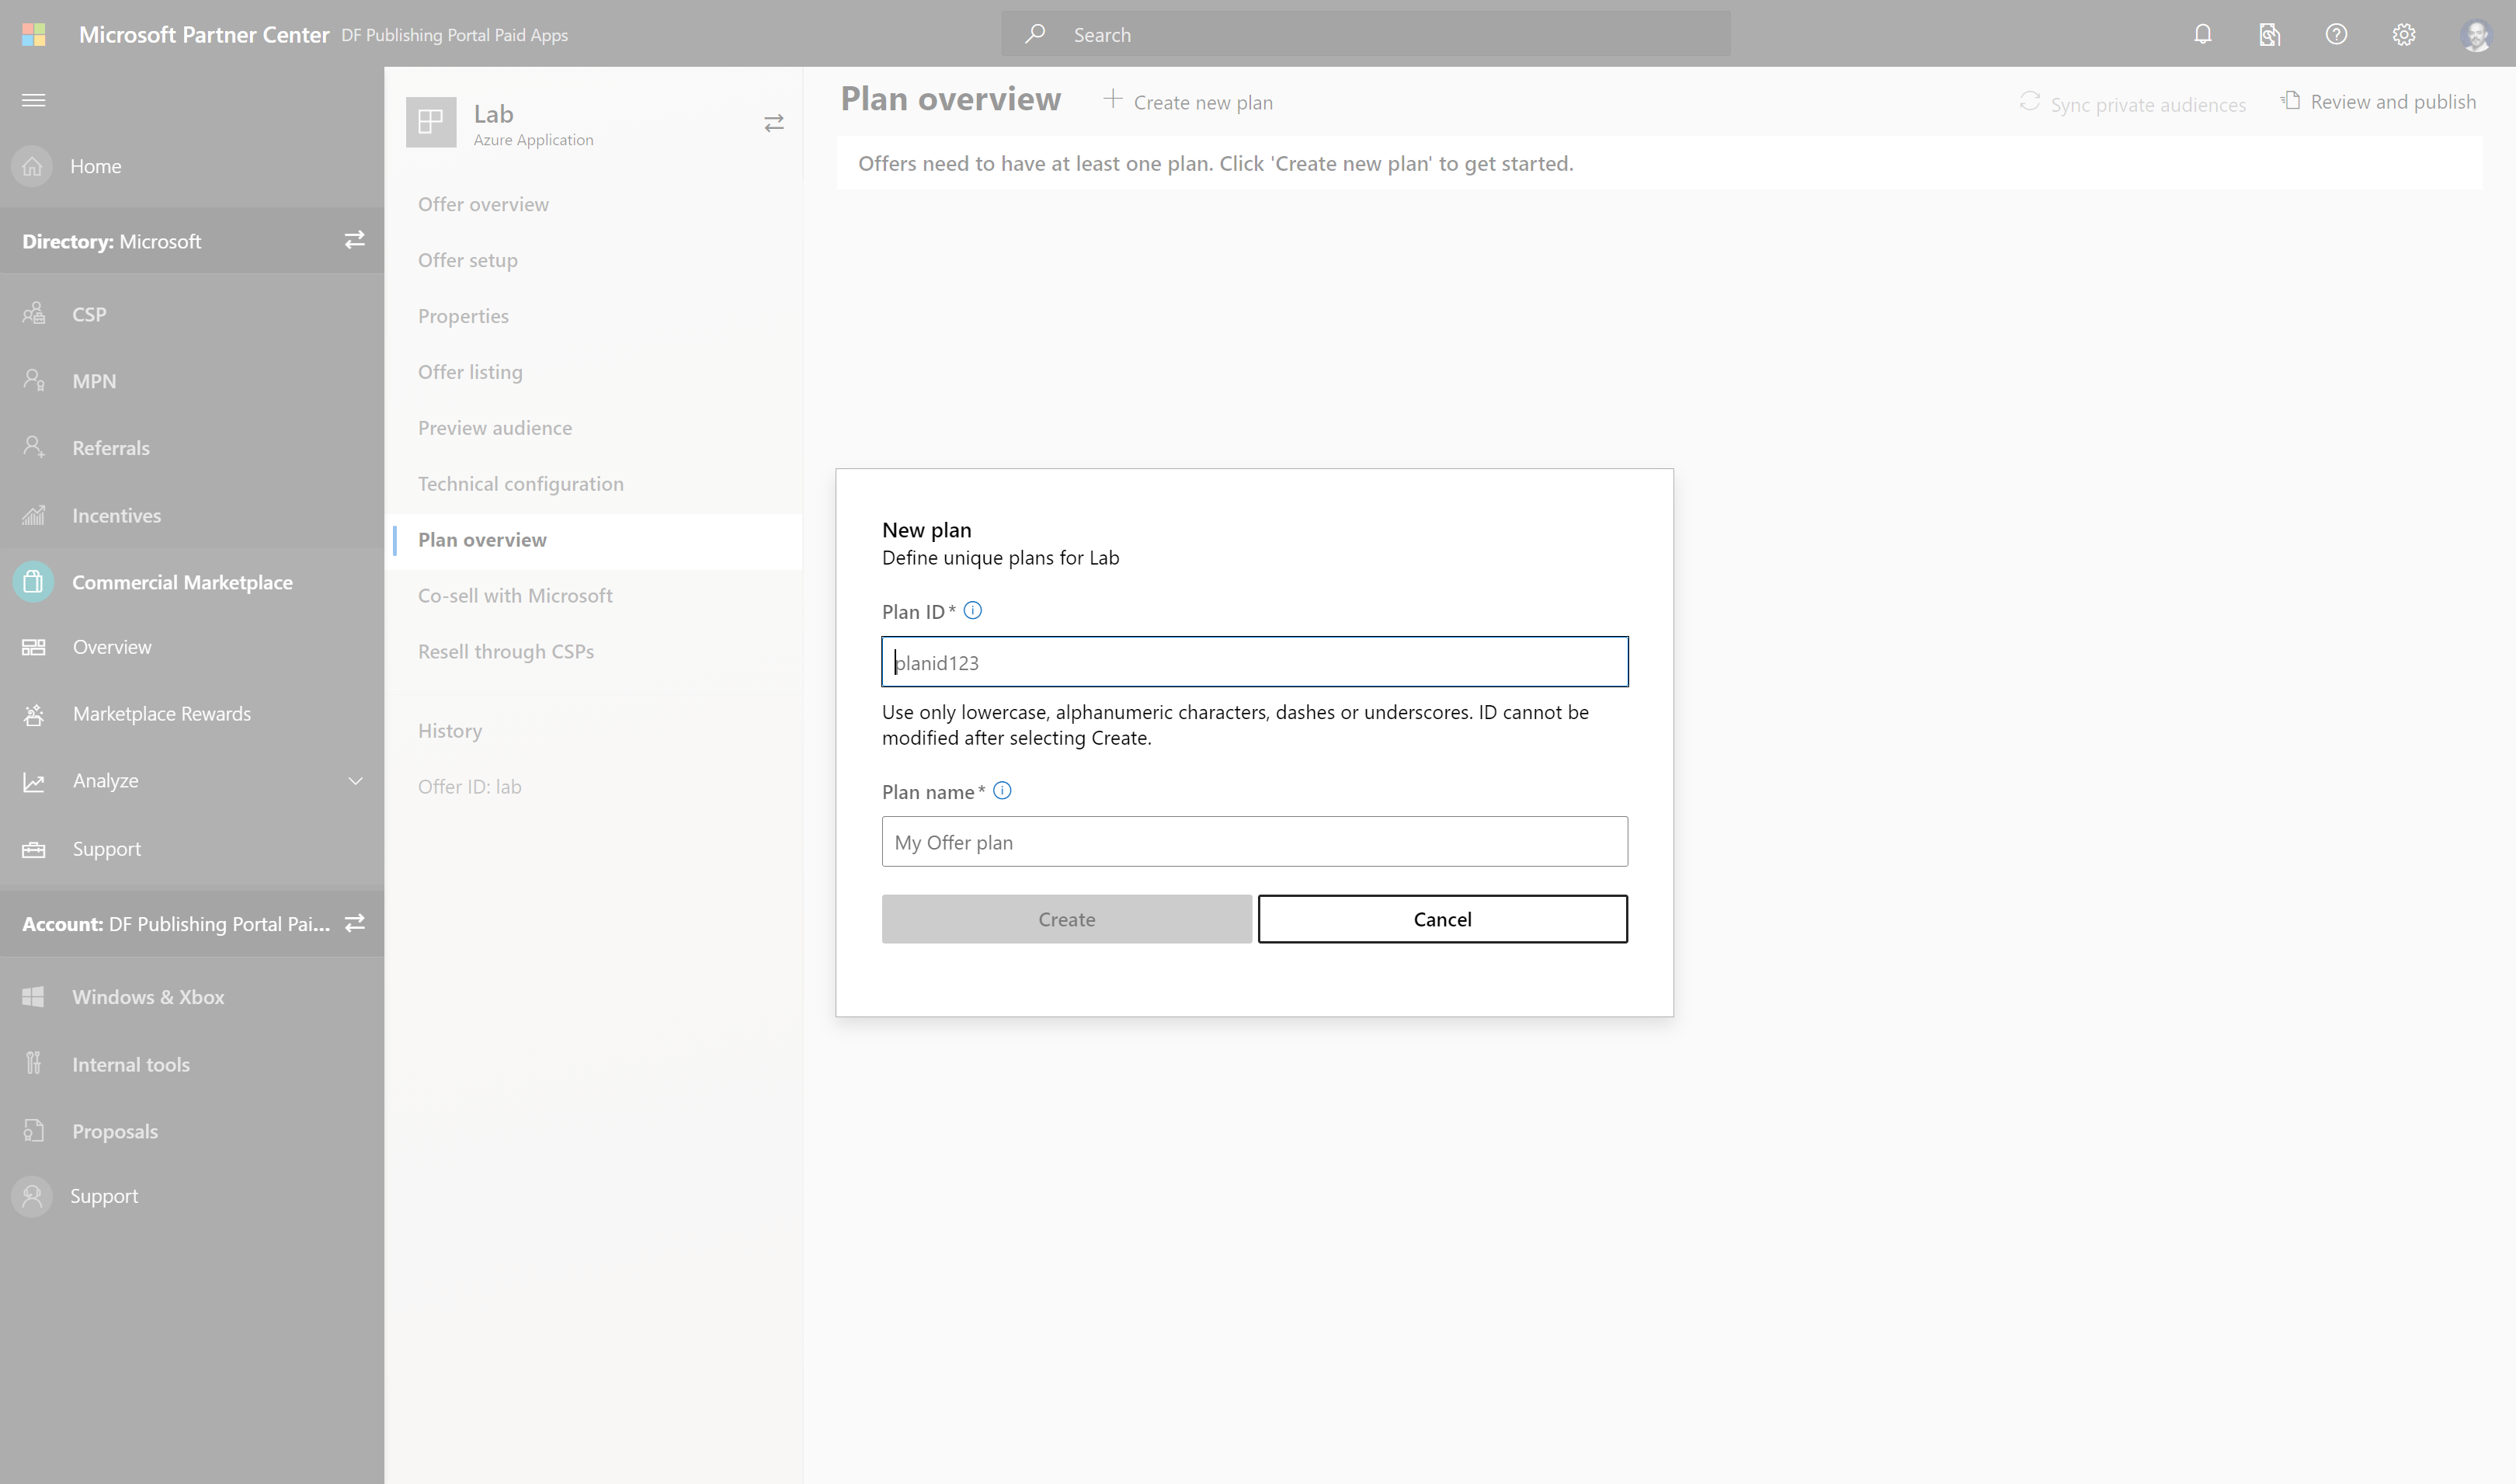 Microsoft Partner Center DF Publishing Portal Paid Apps
Search
Home
Directory: Microsoft
CSP
MPN
Referrals
Incentives
Commercial Marketplace
Overview
Marketplace Rewards
Analyze
Support
Account: DF Publishing Portal Pai...
Windows & Xbox
Internal tools
Proposals
Support
Lab
Azure Application
Offer overview
Offer setup
Properties
Offer listing
Preview audience
Technical configuration
Plan overview
Co-sell with Microsoft
Resell through CSPs
History
Offer ID: lab
Plan overview
Create new plan
Sync private audiences
Review and publish
Offers need to have at least one plan. Click 'Create new plan' to get started.
New plan
Define unique plans for Lab
Plan ID*
planid123
Use only lowercase, alphanumeric characters, dashes or underscores. ID cannot be
modified after selecting Create.
Plan name*
My Offer plan
Create
Cancel